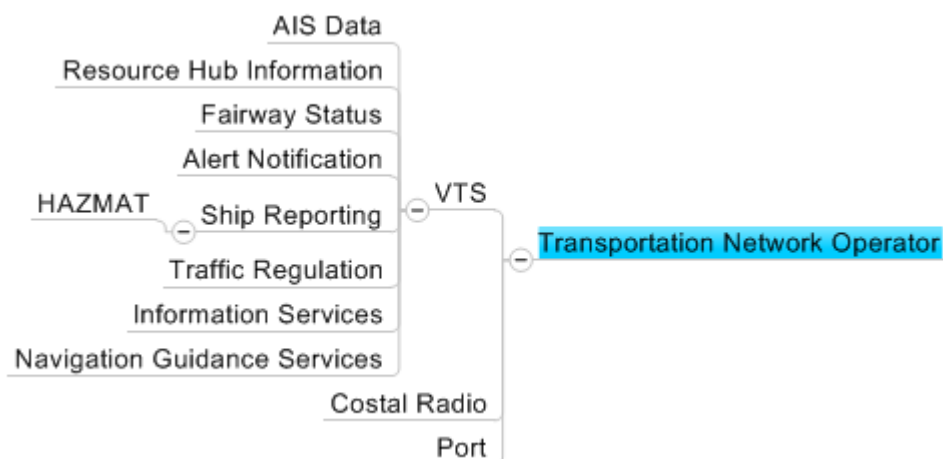 AIS Data
Resource Hub Information
Fairway Status
Alert Notification
HAZMAT
Ship Reporting
VTS
Transportation Network Operator
Traffic Regulation
Information Services
Navigation Guidance Services
Costal Radio
Port